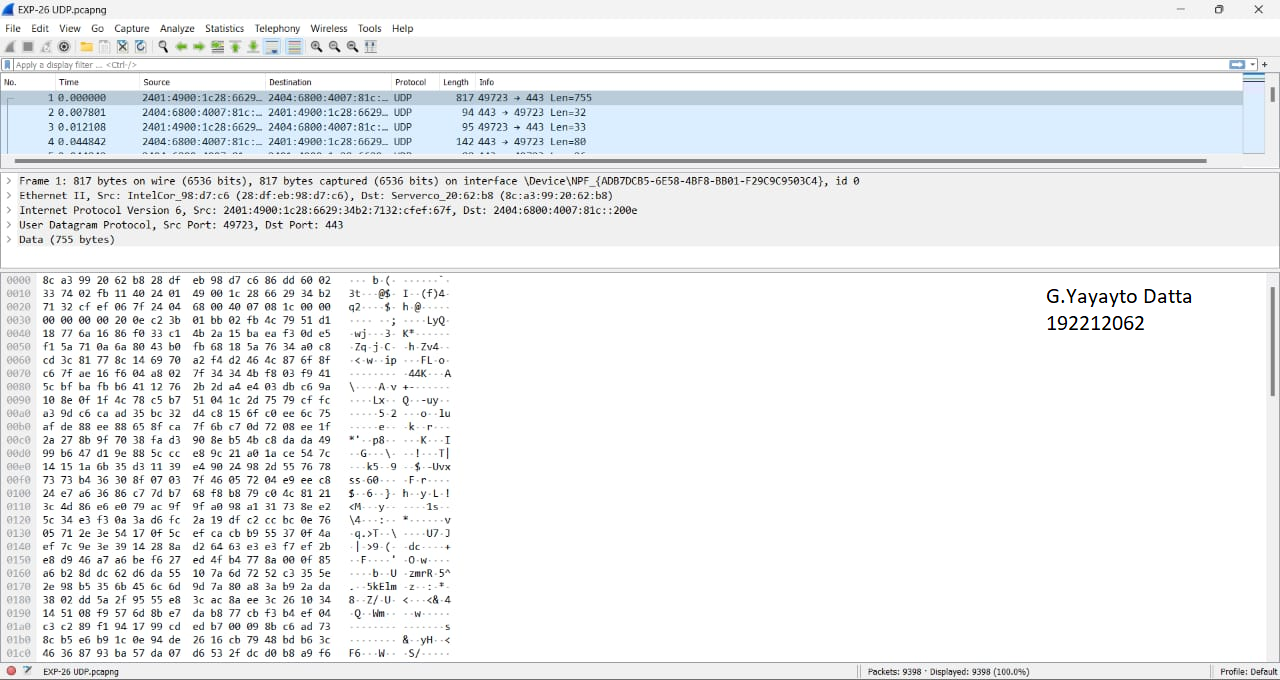 EXP-26 UDP.pcapng
File Edit View Go Capture Analyze Statistics Telephony Wireless Tools Help
Apply a display filter ... <Ctrl-/>
No. Time Source Destination Protocol Length Info
1 0.000000 2401:4900:1c28:6629… 2404:6800:4007:81c:… UDP 817 49723 → 443 Len=755
2 0.007801 2404:6800:4007:81c:… 2401:4900:1c28:6629… UDP 94 443 → 49723 Len=32
3 0.012108 2401:4900:1c28:6629… 2404:6800:4007:81c:… UDP 95 49723 → 443 Len=33
4 0.044842 2404:6800:4007:81c:… 2401:4900:1c28:6629… UDP 142 443 → 49723 Len=80
Frame 1: 817 bytes on wire (6536 bits), 817 bytes captured (6536 bits) on interface \Device\NPF_{ADB7DCB5-6E58-4BF8-BB01-F29C9C9503C4}, id 0
Ethernet II, Src: IntelCor_98:d7:c6 (28:df:eb:98:d7:c6), Dst: Serverco_20:62:b8 (8c:a3:99:20:62:b8)
Internet Protocol Version 6, Src: 2401:4900:1c28:6629:34b2:7132:cfef:67f, Dst: 2404:6800:4007:81c::200e
User Datagram Protocol, Src Port: 49723, Dst Port: 443
Data (755 bytes)
0000 8c a3 99 20 62 b8 28 df eb 98 d7 c6 86 dd 60 02 ··· b·(· ······`·
0010 33 74 02 fb 11 40 24 01 49 00 1c 28 66 29 34 b2 3t···@$· I··(f)4·
0020 71 32 cf ef 06 7f 24 04 68 00 40 07 08 1c 00 00 q2····$· h·@·····
0030 00 00 00 00 20 0e c2 3b 01 bb 02 fb 4c 79 51 d1 ···· ··; ····LyQ·
0040 18 77 6a 16 86 f0 33 c1 4b 2a 15 ba ea f3 0d e5 ·wj···3· K*······
0050 f1 5a 71 0a 6a 80 43 b0 fb 68 18 5a 76 34 a0 c8 ·Zq·j·C· ·h·Zv4··
0060 cd 3c 81 77 8c 14 69 70 a2 f4 d2 46 4c 87 6f 8f ·<·w··ip ···FL·o·
0070 c6 7f ae 16 f6 04 a8 02 7f 34 34 4b f8 03 f9 41 ········ ·44K···A
0080 5c bf ba fb b6 41 12 76 2b 2d a4 e4 03 db c6 9a \····A·v +-······
0090 10 8e 0f 1f 4c 78 c5 b7 51 04 1c 2d 75 79 cf fc ····Lx·· Q··-uy··
00a0 a3 9d c6 ca ad 35 bc 32 d4 c8 15 6f c0 ee 6c 75 ·····5·2 ···o··lu
00b0 af de 88 ee 88 65 8f ca 7f 6b c7 0d 72 08 ee 1f ·····e·· ·k··r···
00c0 2a 27 8b 9f 70 38 fa d3 90 8e b5 4b c8 da da 49 *'··p8·· ···K···I
00d0 99 b6 47 d1 9e 88 5c cc e8 9c 21 a0 1a ce 54 7c ··G···\· ··!···T|
00e0 14 15 1a 6b 35 d3 11 39 e4 90 24 98 2d 55 76 78 ···k5··9 ··$·-Uvx
00f0 73 73 b4 36 30 8f 07 03 7f 46 05 72 04 e9 ee c8 ss·60··· ·F·r····
0100 24 e7 a6 36 86 c7 7d b7 68 f8 b8 79 c0 4c 81 21 $··6··}· h··y·L·!
0110 3c 4d 86 e6 e0 79 ac 9f 9f a0 98 a1 31 73 8e e2 <M···y·· ····1s··
0120 5c 34 e3 f3 0a 3a d6 fc 2a 19 df c2 cc bc 0e 76 \4···:·· *······v
0130 05 71 2e 3e 54 17 0f 5c ef ca cb b9 55 37 0f 4a ·q.>T··\ ····U7·J
0140 ef 7c 9e 3e 39 14 28 8a d2 64 63 e3 e3 f7 ef 2b ·|·>9·(· ·dc····+
0150 e8 d9 46 a7 a6 be f6 27 ed 4f b4 77 8a 00 0f 85 ··F····' ·O·w····
0160 a6 b2 8d dc 62 d6 da 55 10 7a 6d 72 52 c3 35 5e ····b··U ·zmrR·5^
0170 2e 98 b5 35 6b 45 6c 6d 9d 7a 80 a8 3a b9 2a da .··5kElm ·z··:·*·
0180 38 02 dd 5a 2f 95 55 e8 3c ac 8a ee 3c 26 10 34 8··Z/·U· <···<&·4
0190 14 51 08 f9 57 6d 8b e7 da b8 77 cb f3 b4 ef 04 ·Q··Wm·· ··w·····
01a0 c3 c2 89 f1 94 17 99 cd ed b7 00 09 8b c6 ad 73 ········ ·······s
01b0 8c b5 e6 b9 1c 0e 94 de 26 16 cb 79 48 bd b6 3c ········ &··yH··<
01c0 46 36 87 93 ba 57 da 07 d6 53 2f dc d0 b8 a9 f6 F6···W·· ·S/·····
G.Yayayto Datta
192212062
EXP-26 UDP.pcapng Packets: 9398 · Displayed: 9398 (100.0%) Profile: Default